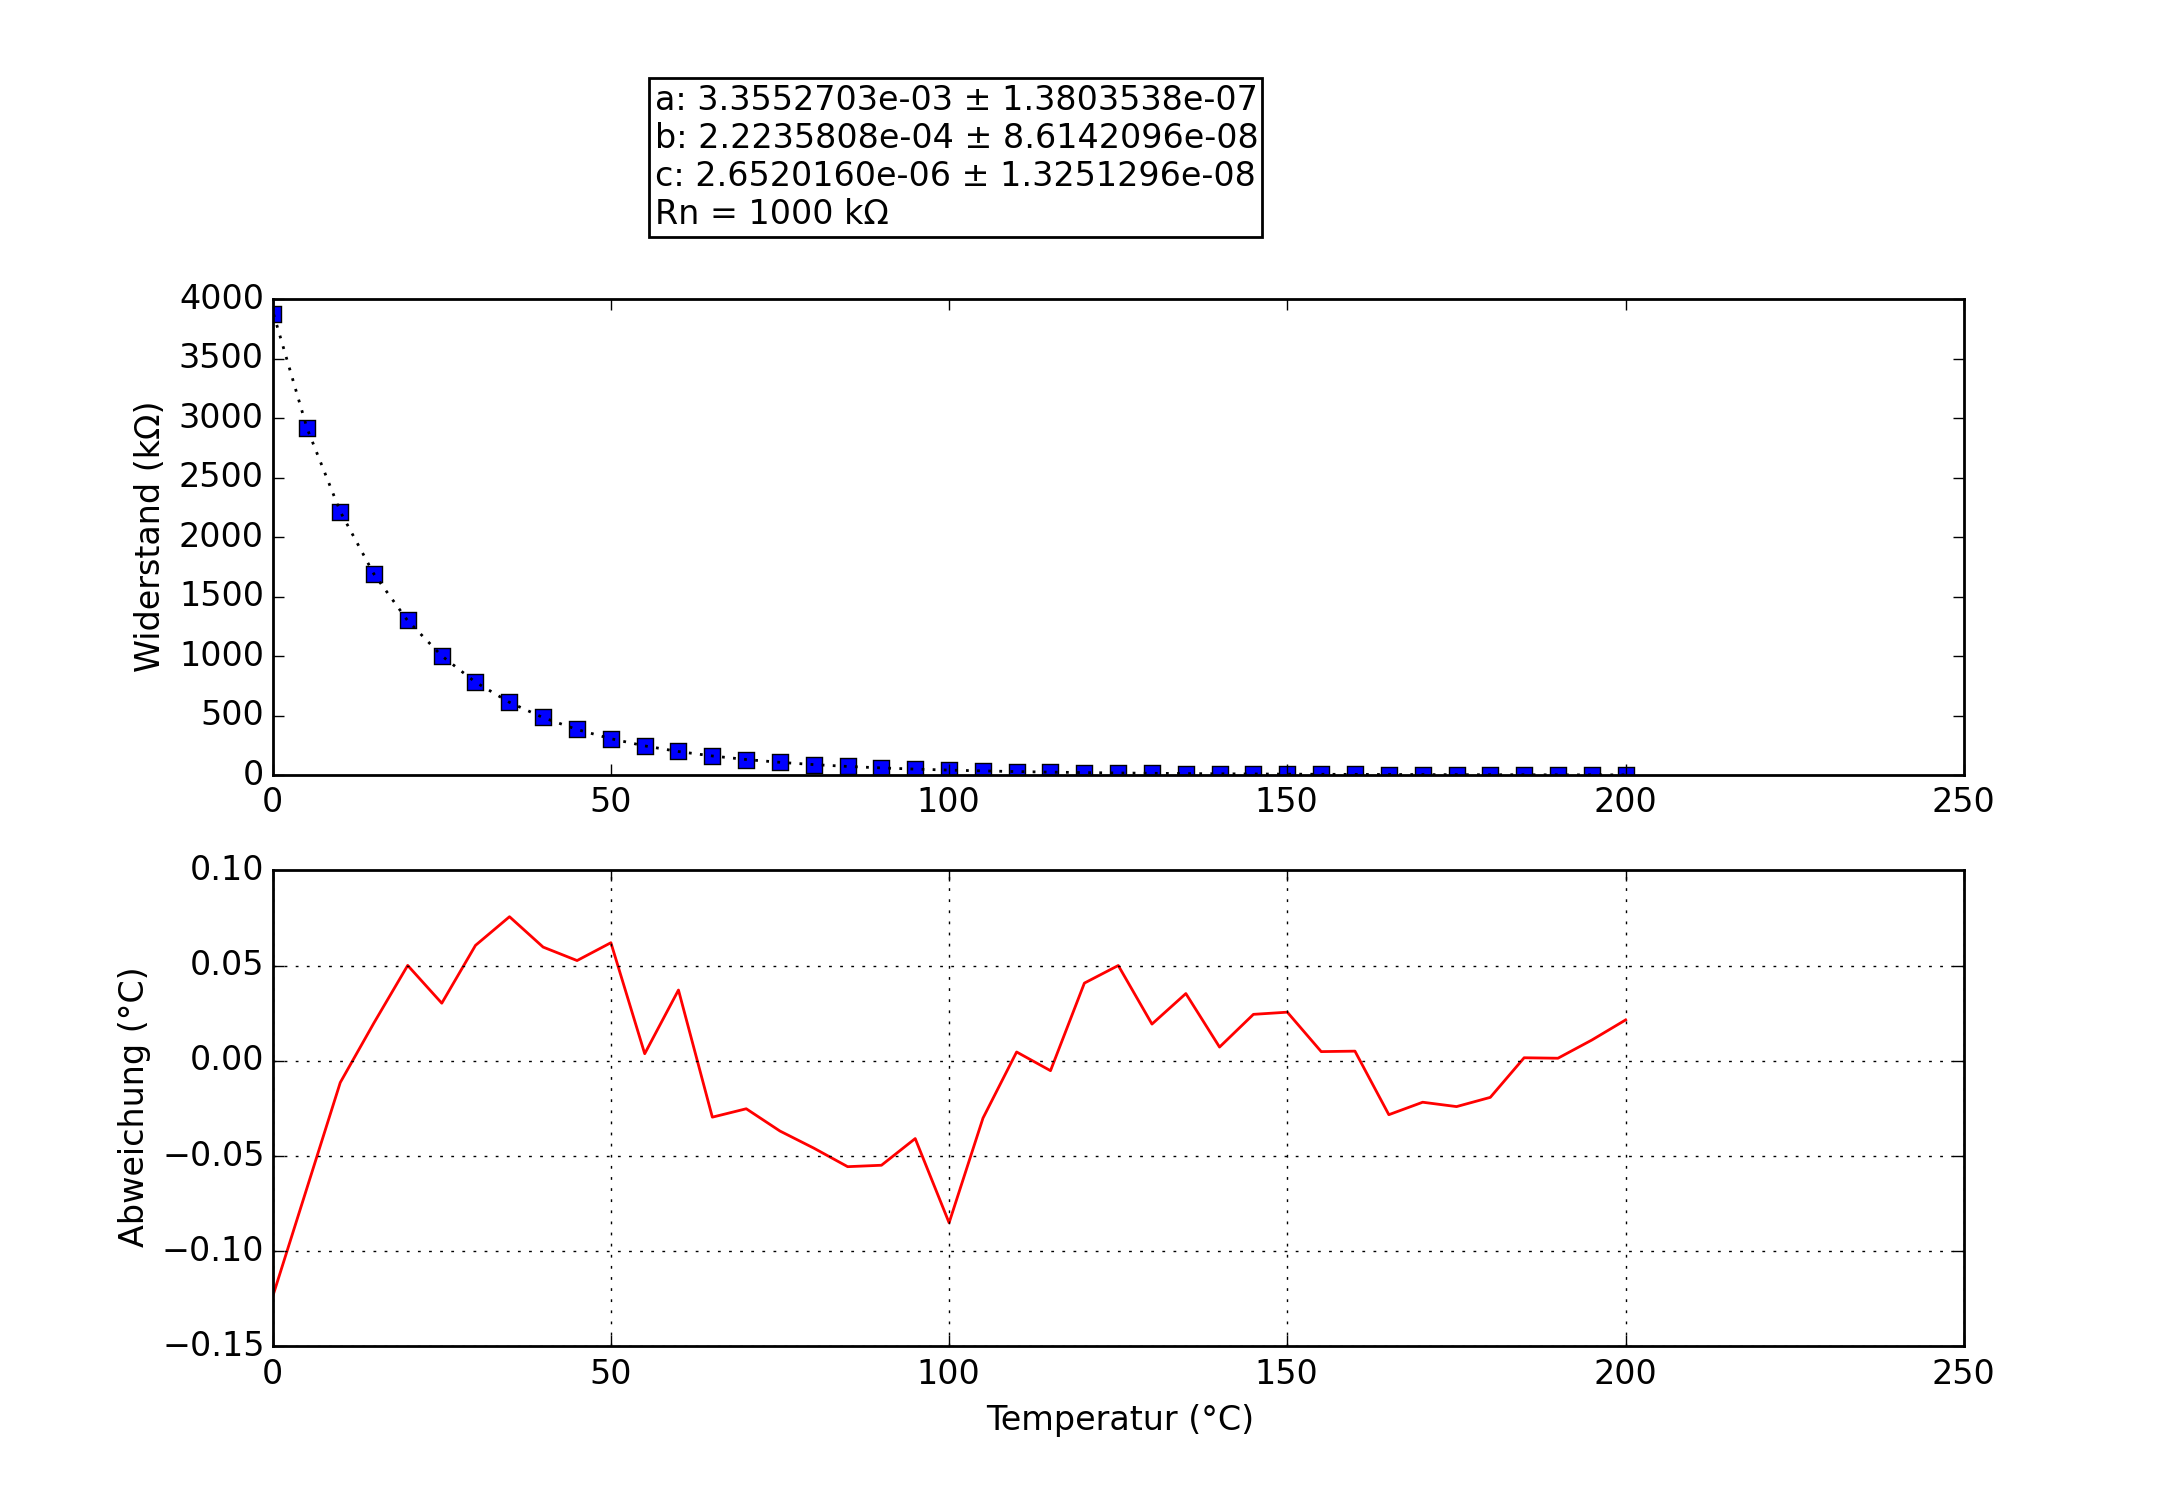 a: 3.3552703e-03 ± 1.3803538e-07
b: 2.2235808e-04 ± 8.6142096e-08
c: 2.6520160e-06 ± 1.3251296e-08
Rn = 1000 kΩ
Widerstand (kΩ)
4000
3500
3000
2500
2000
1500
1000
500
0
0 50 100 150 200 250
Abweichung (°C)
0.10
0.05
0.00
−0.05
−0.10
−0.15
0 50 100 150 200 250
Temperatur (°C)